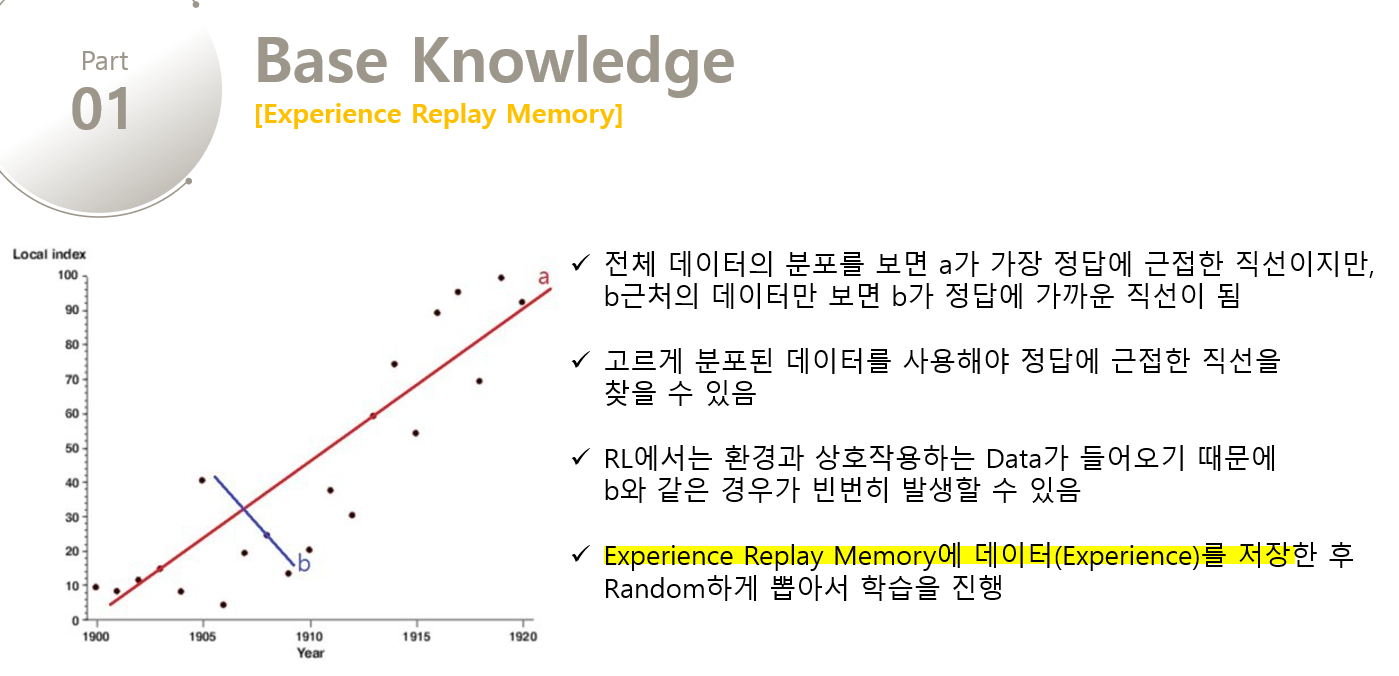 Part
01
Base Knowledge
[Experience Replay Memory]
Local index
100
90
80
70
60
50
40
30
20
10
0
1900
1905
1910
1915
1920
Year
a
b
✓ 전체 데이터의 분포를 보면 a가 가장 정답에 근접한 직선이지만,
b근처의 데이터만 보면 b가 정답에 가까운 직선이 됨
✓ 고르게 분포된 데이터를 사용해야 정답에 근접한 직선을
찾을 수 있음
✓ RL에서는 환경과 상호작용하는 Data가 들어오기 때문에
b와 같은 경우가 빈번히 발생할 수 있음
✓ Experience Replay Memory에 데이터(Experience)를 저장한 후
Random하게 뽑아서 학습을 진행